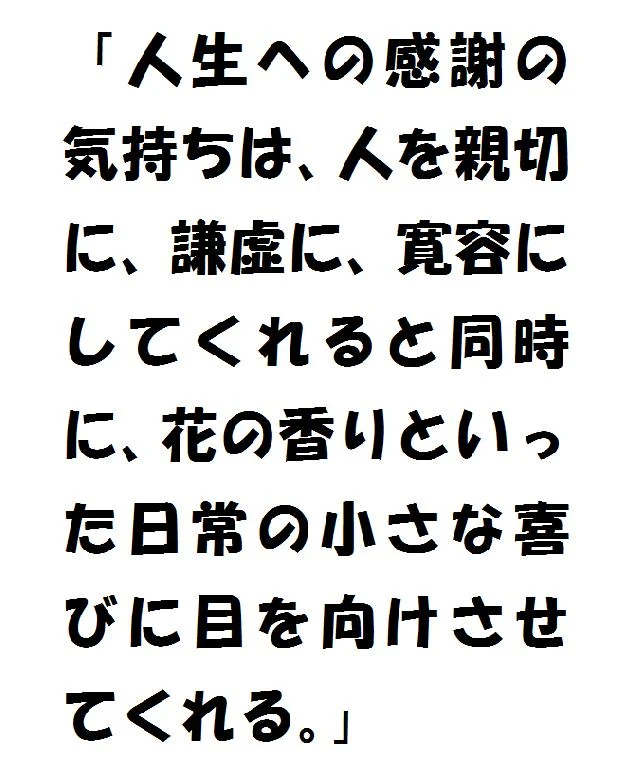 「人生への感謝の
気持ちは、人を親切
に、謙虚に、寛容に
してくれると同時
に、花の香りといっ
た日常の小さな喜
びに目を向けさせ
てくれる。」